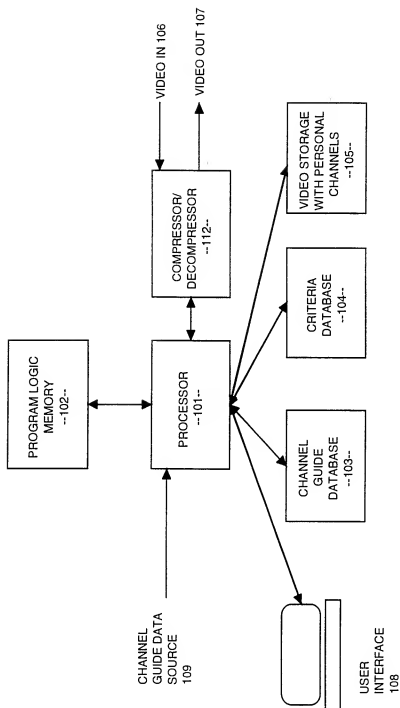 PROGRAM LOGIC
MEMORY
--102--
CHANNEL
GUIDE DATA
SOURCE
109
PROCESSOR
--101--
COMPRESSOR/
DECOMPRESSOR
--112--
VIDEO IN 106
VIDEO OUT 107
USER
INTERFACE
108
CHANNEL
GUIDE
DATABASE
--103--
CRITERIA
DATABASE
--104--
VIDEO STORAGE
WITH PERSONAL
CHANNELS
--105--